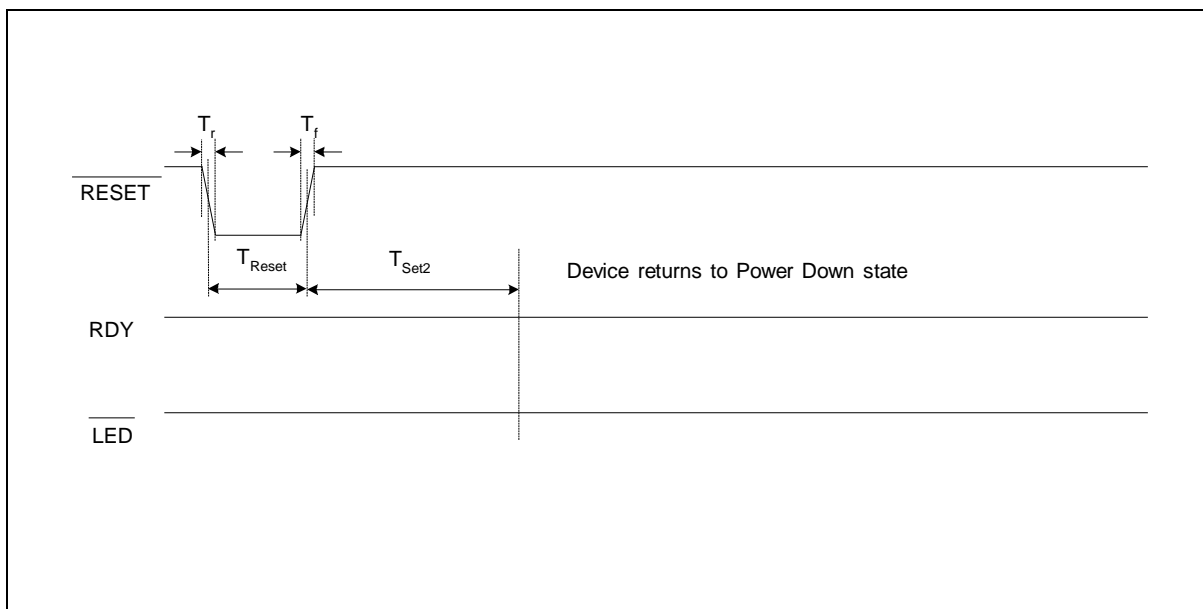 Tr
Tf
RESET
TReset
TSet2
Device returns to Power Down state
RDY
LED